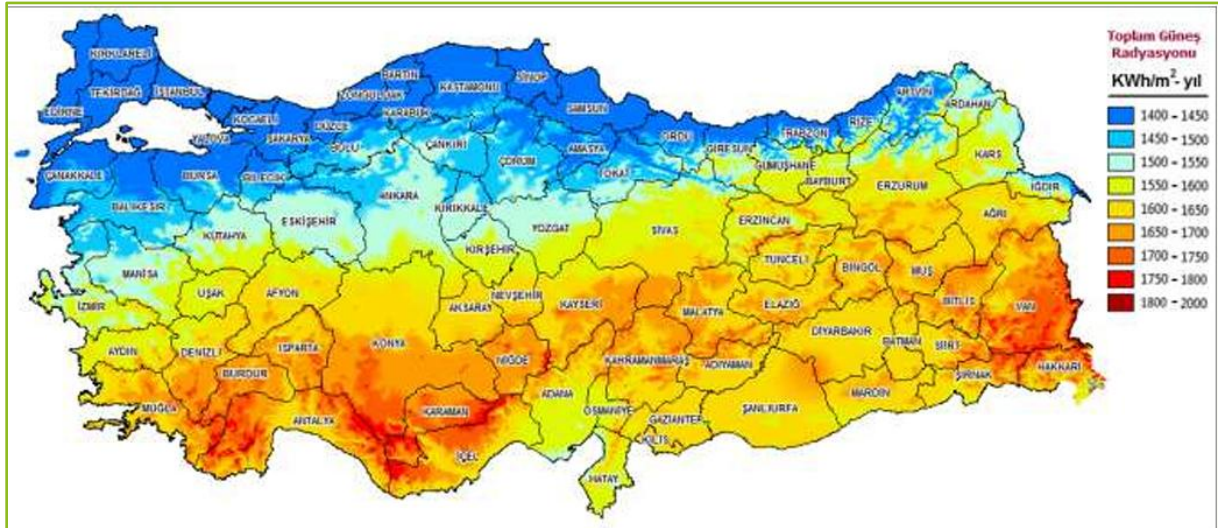 Toplam Güneş
Radyasyonu
KWh/m²- yıl
1400 - 1450
1450 - 1500
1500 - 1550
1550 - 1600
1600 - 1650
1650 - 1700
1700 - 1750
1750 - 1800
1800 - 2000
KIRKLARELİ
EDİRNE
TEKİRDAĞ
İSTANBUL
KOCAELİ
YALOVA
SAKARYA
DÜZCE
BOLU
ZONGULDAK
BARTIN
KARABÜK
KASTAMONU
SİNOP
SAMSUN
ÇANKIRI
ÇORUM
AMASYA
TOKAT
ORDU
GİRESUN
TRABZON
RİZE
ARTVİN
ARDAHAN
GÜMÜŞHANE
BAYBURT
ERZURUM
KARS
IĞDIR
AĞRI
ÇANAKKALE
BALIKESİR
BURSA
BİLECİK
ESKİŞEHİR
KÜTAHYA
ANKARA
KIRIKKALE
KIRŞEHİR
YOZGAT
SİVAS
ERZİNCAN
TUNCELİ
BİNGÖL
MUŞ
BİTLİS
VAN
MANİSA
İZMİR
UŞAK
AFYON
AKSARAY
NEVŞEHİR
KAYSERİ
MALATYA
ELAZIĞ
DİYARBAKIR
BATMAN
SİİRT
ŞIRNAK
HAKKARİ
AYDIN
DENİZLİ
ISPARTA
BURDUR
KONYA
NİĞDE
KAHRAMANMARAŞ
ADIYAMAN
MARDİN
ŞANLIURFA
MUĞLA
ANTALYA
KARAMAN
İÇEL
ADANA
OSMANİYE
GAZİANTEP
KİLİS
HATAY